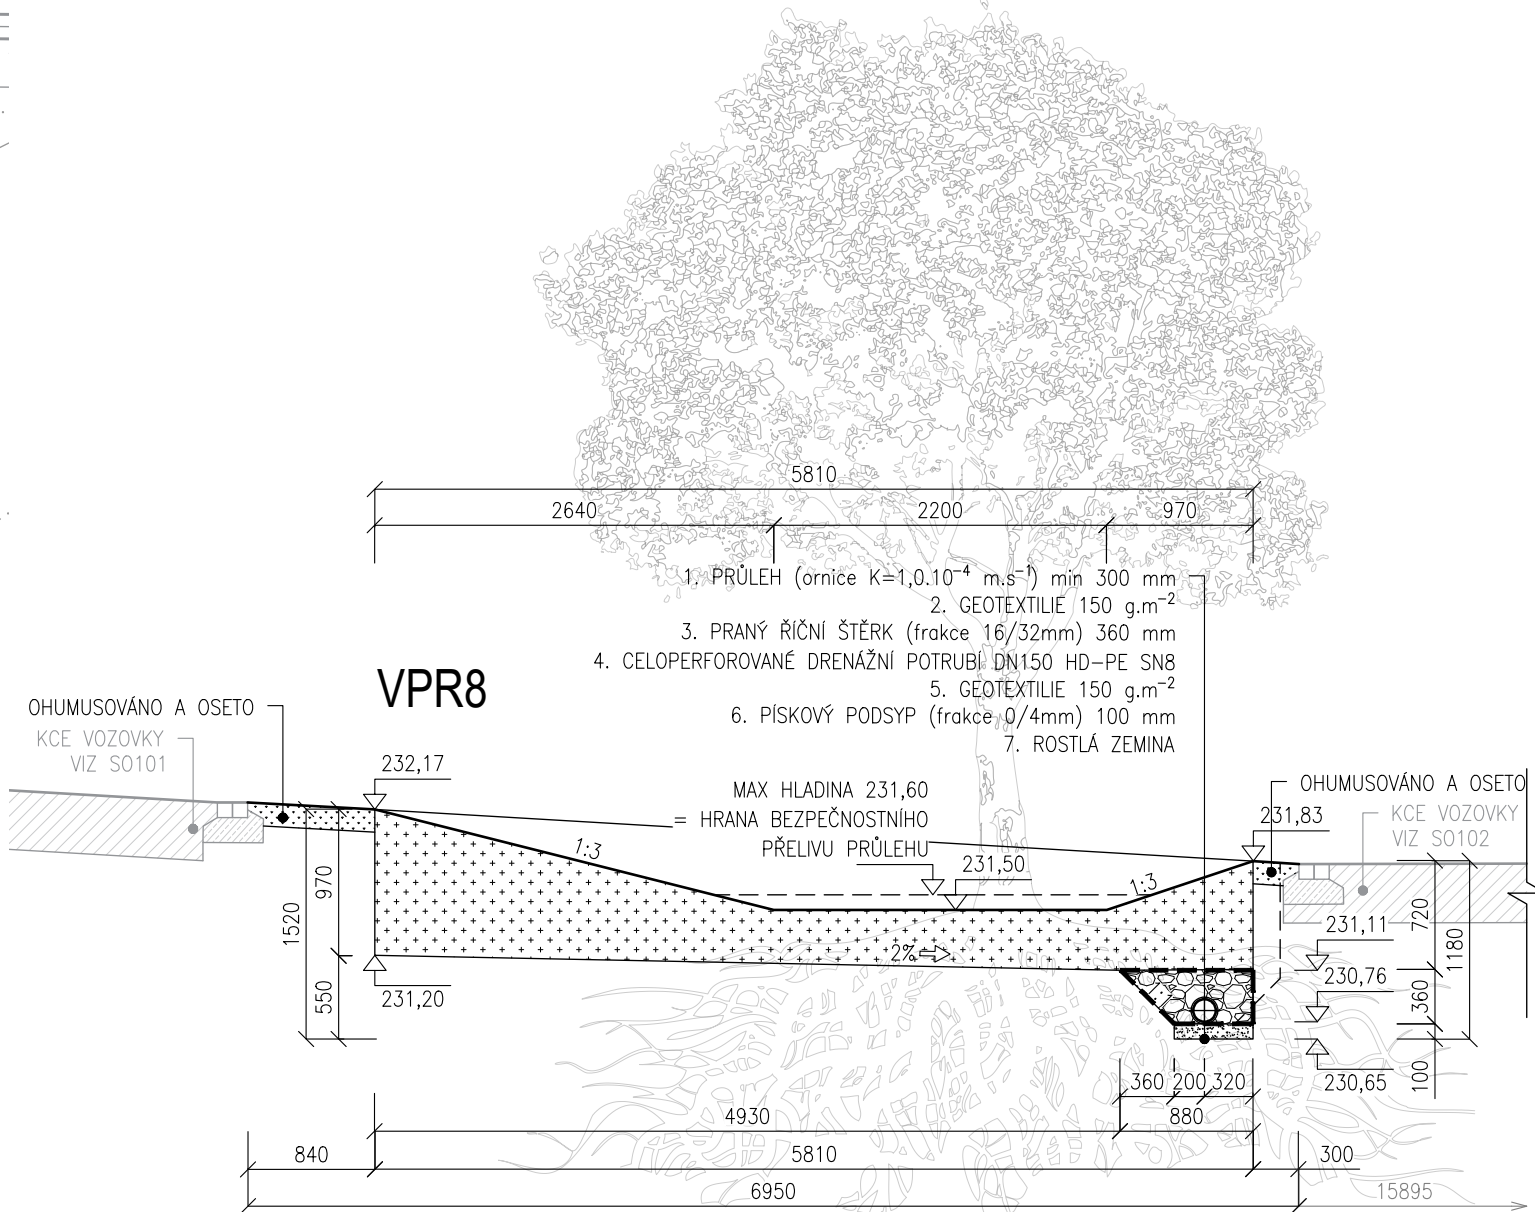 5810
2640
2200
970
1. PRŮLEH (ornice K=1,0.10⁻⁴ m.s⁻¹) min 300 mm
2. GEOTEXTILIE 150 g.m⁻²
3. PRANÝ ŘÍČNÍ ŠTĚRK (frakce 16/32mm) 360 mm
4. CELOPERFOROVANÉ DRENÁŽNÍ POTRUBÍ DN150 HD-PE SN8
5. GEOTEXTILIE 150 g.m⁻²
6. PÍSKOVÝ PODSYP (frakce 0/4mm) 100 mm
7. ROSTLÁ ZEMINA
VPR8
OHUMUSOVÁNO A OSETO
KCE VOZOVKY
VIZ SO101
232,17
MAX HLADINA 231,60
= HRANA BEZPEČNOSTNÍHO
PŘELIVU PRŮLEHU
OHUMUSOVÁNO A OSETO
KCE VOZOVKY
VIZ SO102
231,83
1:3
231,50
1:3
970
1520
550
231,20
2%
231,11
230,76
230,65
720
1180
360
100
360
200
320
4930
880
840
5810
300
6950
15895